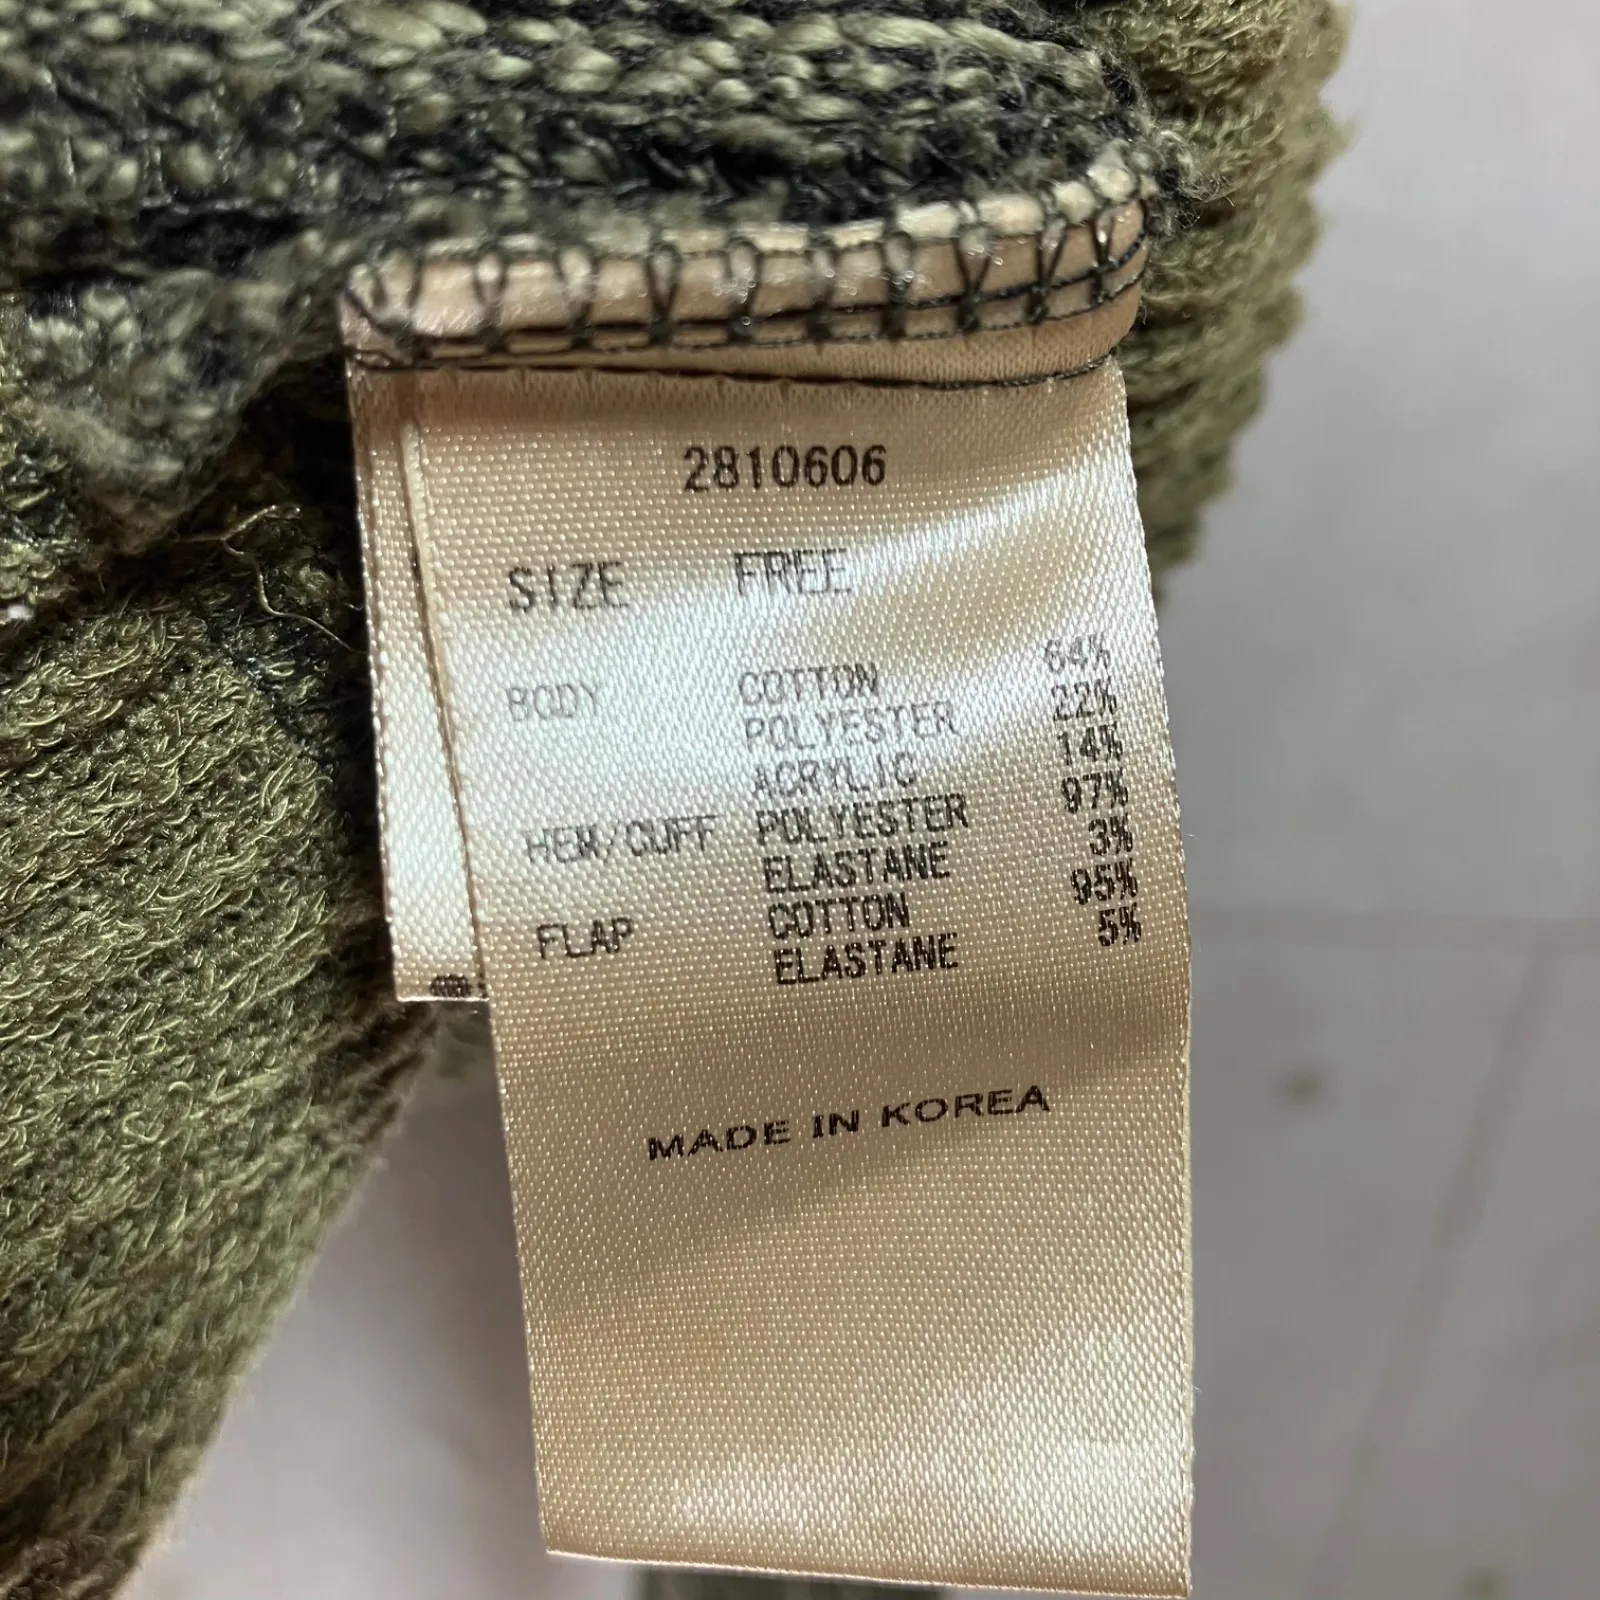 2810606
SIZE FREE
BODY COTTON 64%
POLYESTER 22%
ACRYLIC 14%
HEM/CUFF POLYESTER 97%
ELASTANE 3%
FLAP COTTON 95%
ELASTANE 5%
MADE IN KOREA